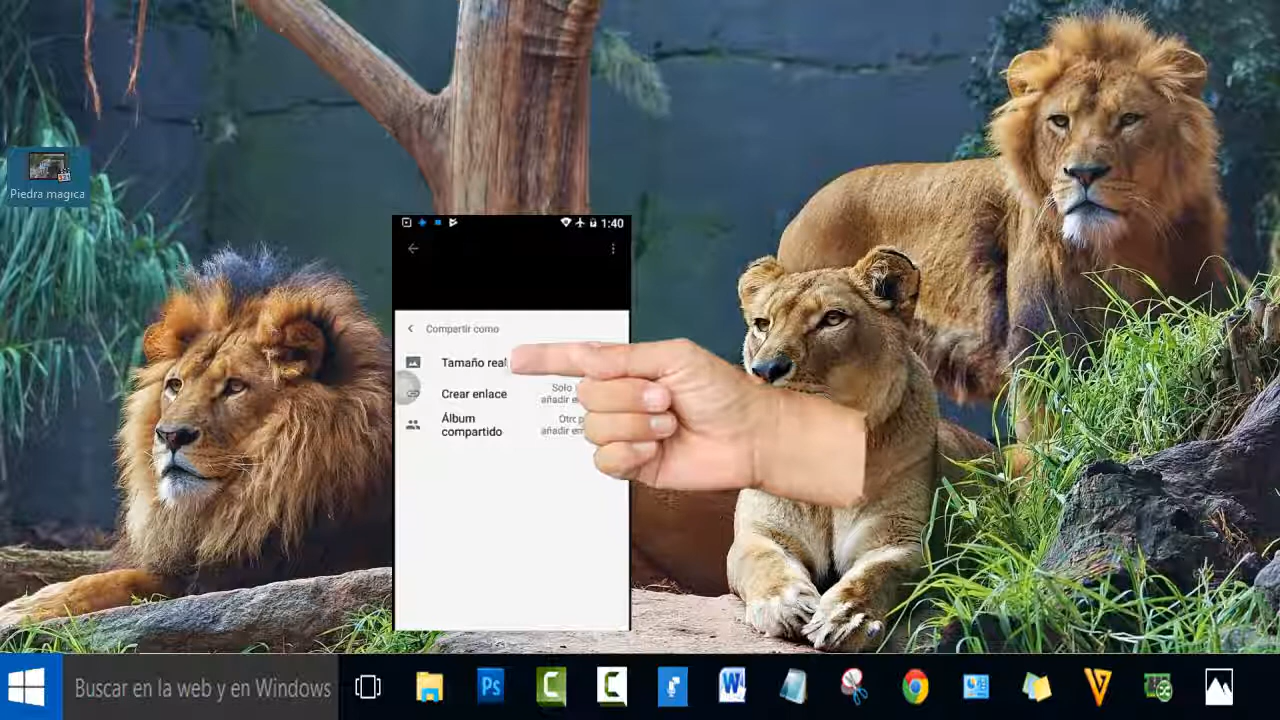 Piedra magica
1:40
Compartir como
Tamaño real
Crear enlace
Solo
añadir
Álbum
compartido
añadir
Buscar en la web y en Windows
Ps
W